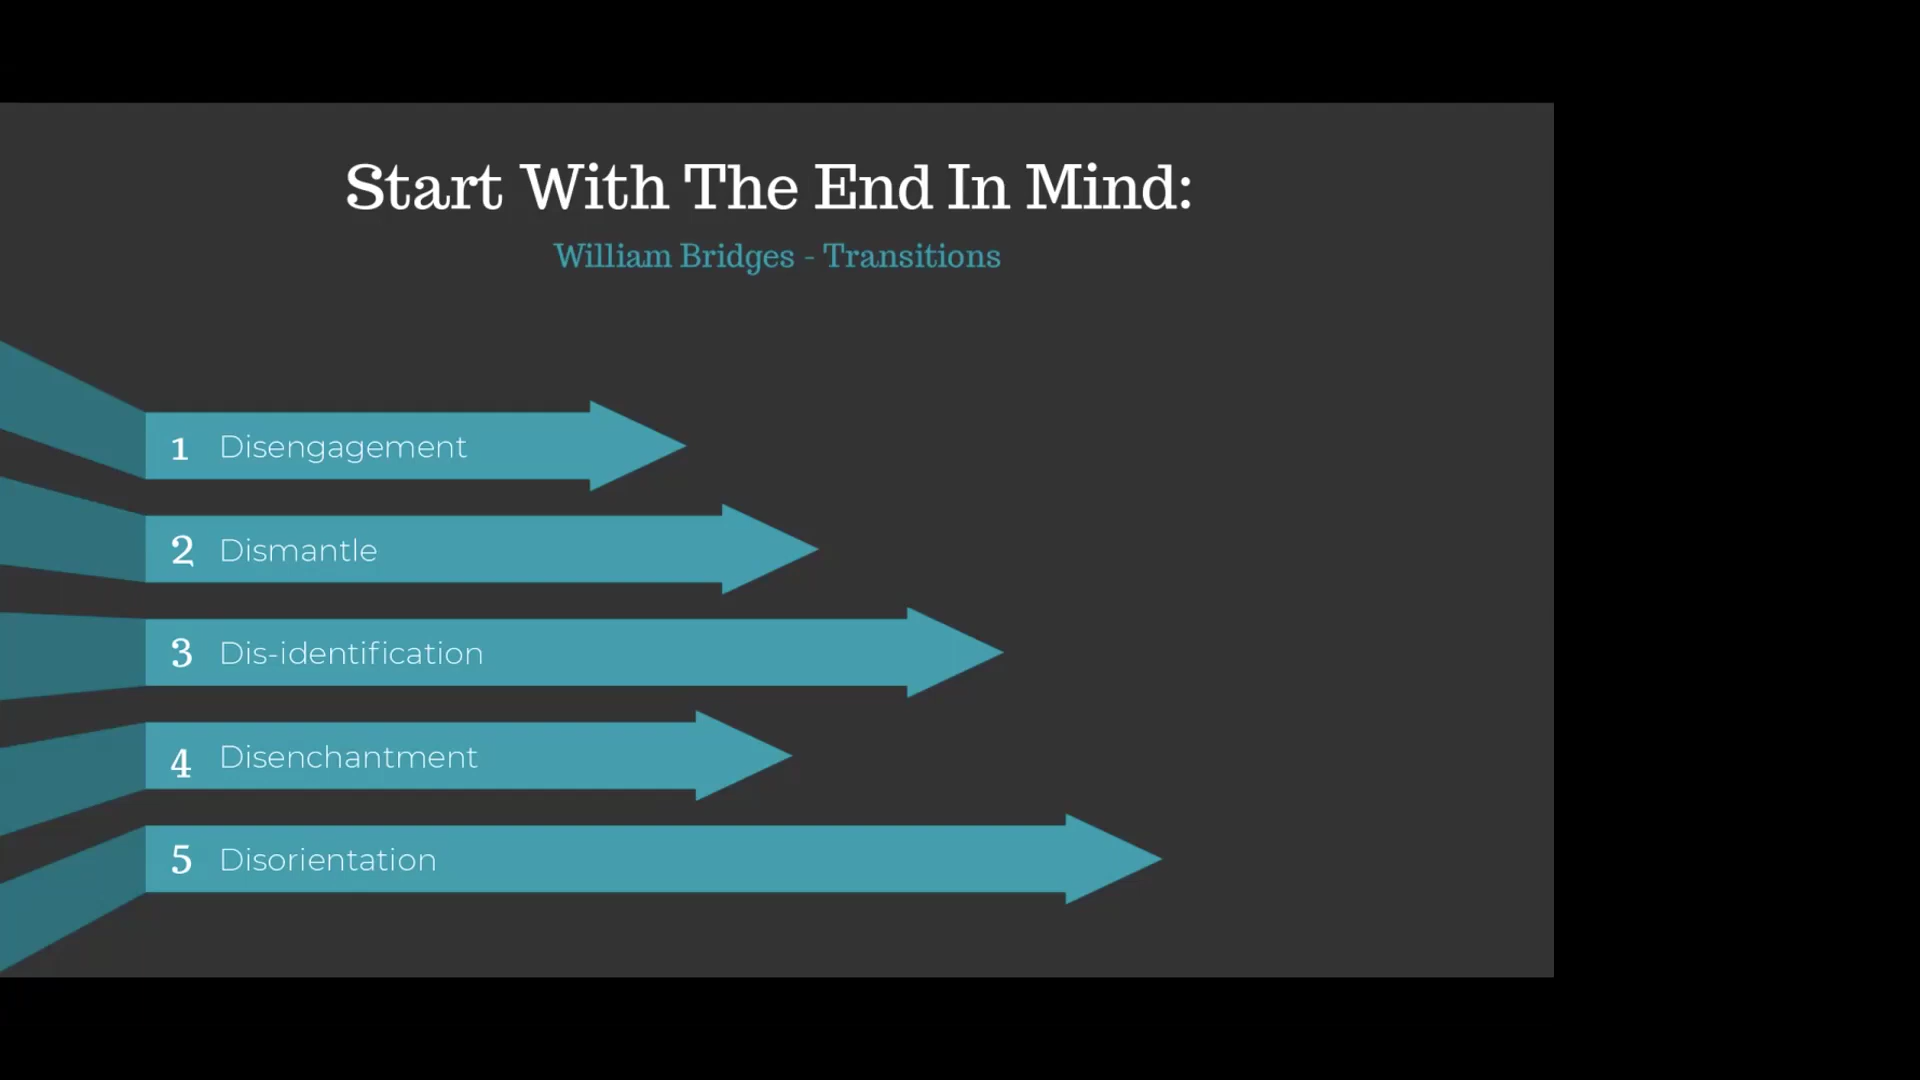 Start With The End In Mind:
William Bridges - Transitions
1 Disengagement
2 Dismantle
3 Dis-identification
4 Disenchantment
5 Disorientation